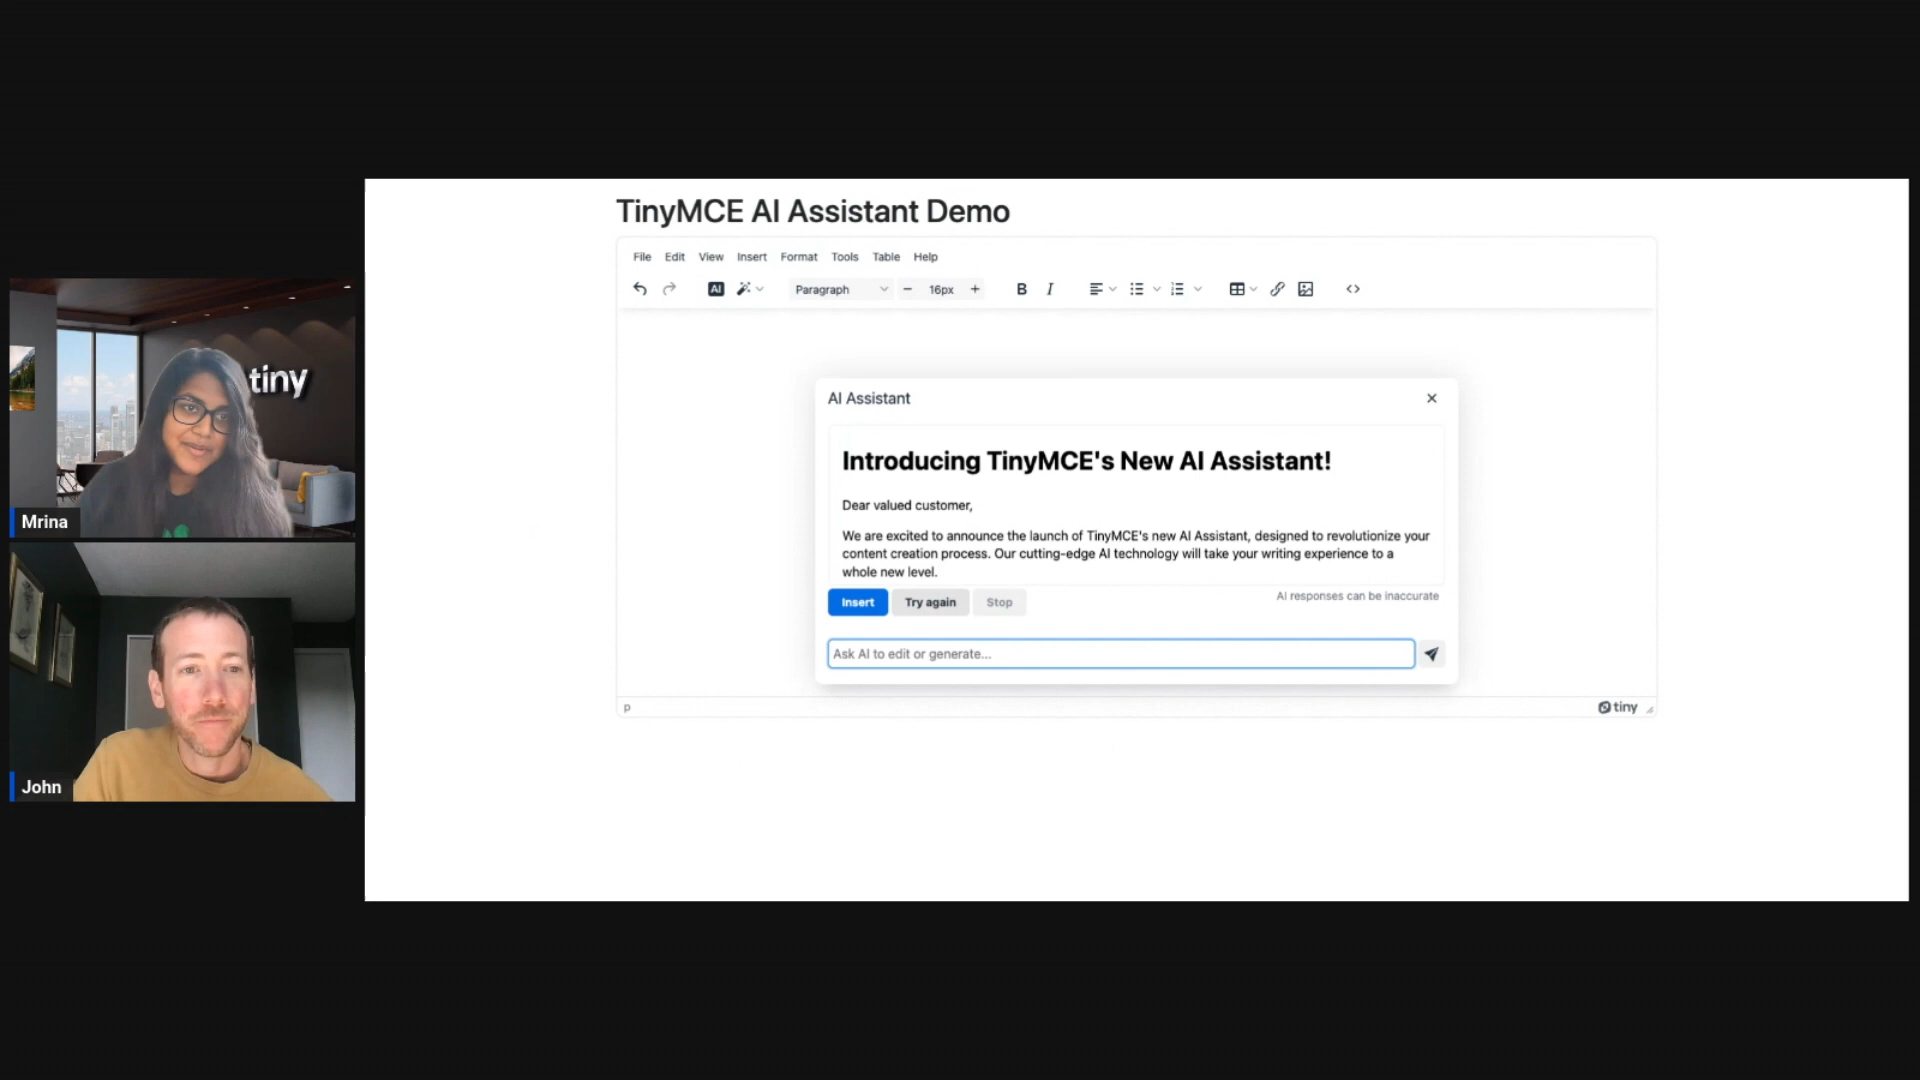 TinyMCE AI Assistant Demo
File Edit View Insert Format Tools Table Help
AI Paragraph 16px B I
AI Assistant
Introducing TinyMCE's New AI Assistant!
Dear valued customer,
We are excited to announce the launch of TinyMCE's new AI Assistant, designed to revolutionize your
content creation process. Our cutting-edge AI technology will take your writing experience to a
whole new level.
Insert Try again Stop
AI responses can be inaccurate
Ask AI to edit or generate...
p
tiny
tiny
Mrina
John